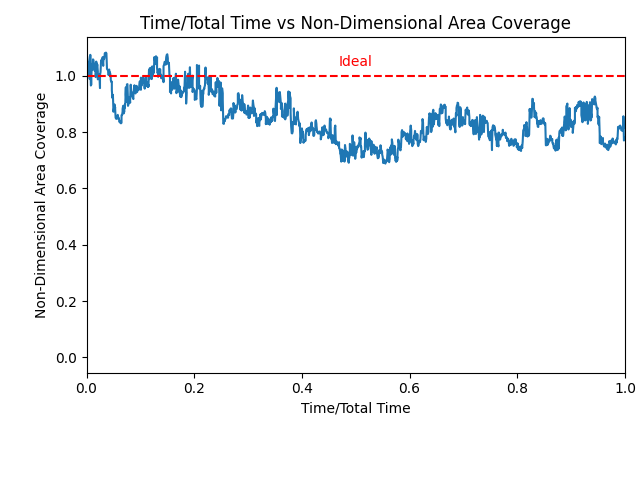 Time/Total Time vs Non-Dimensional Area Coverage
Ideal
Non-Dimensional Area Coverage
1.0
0.8
0.6
0.4
0.2
0.0
0.0 0.2 0.4 0.6 0.8 1.0
Time/Total Time